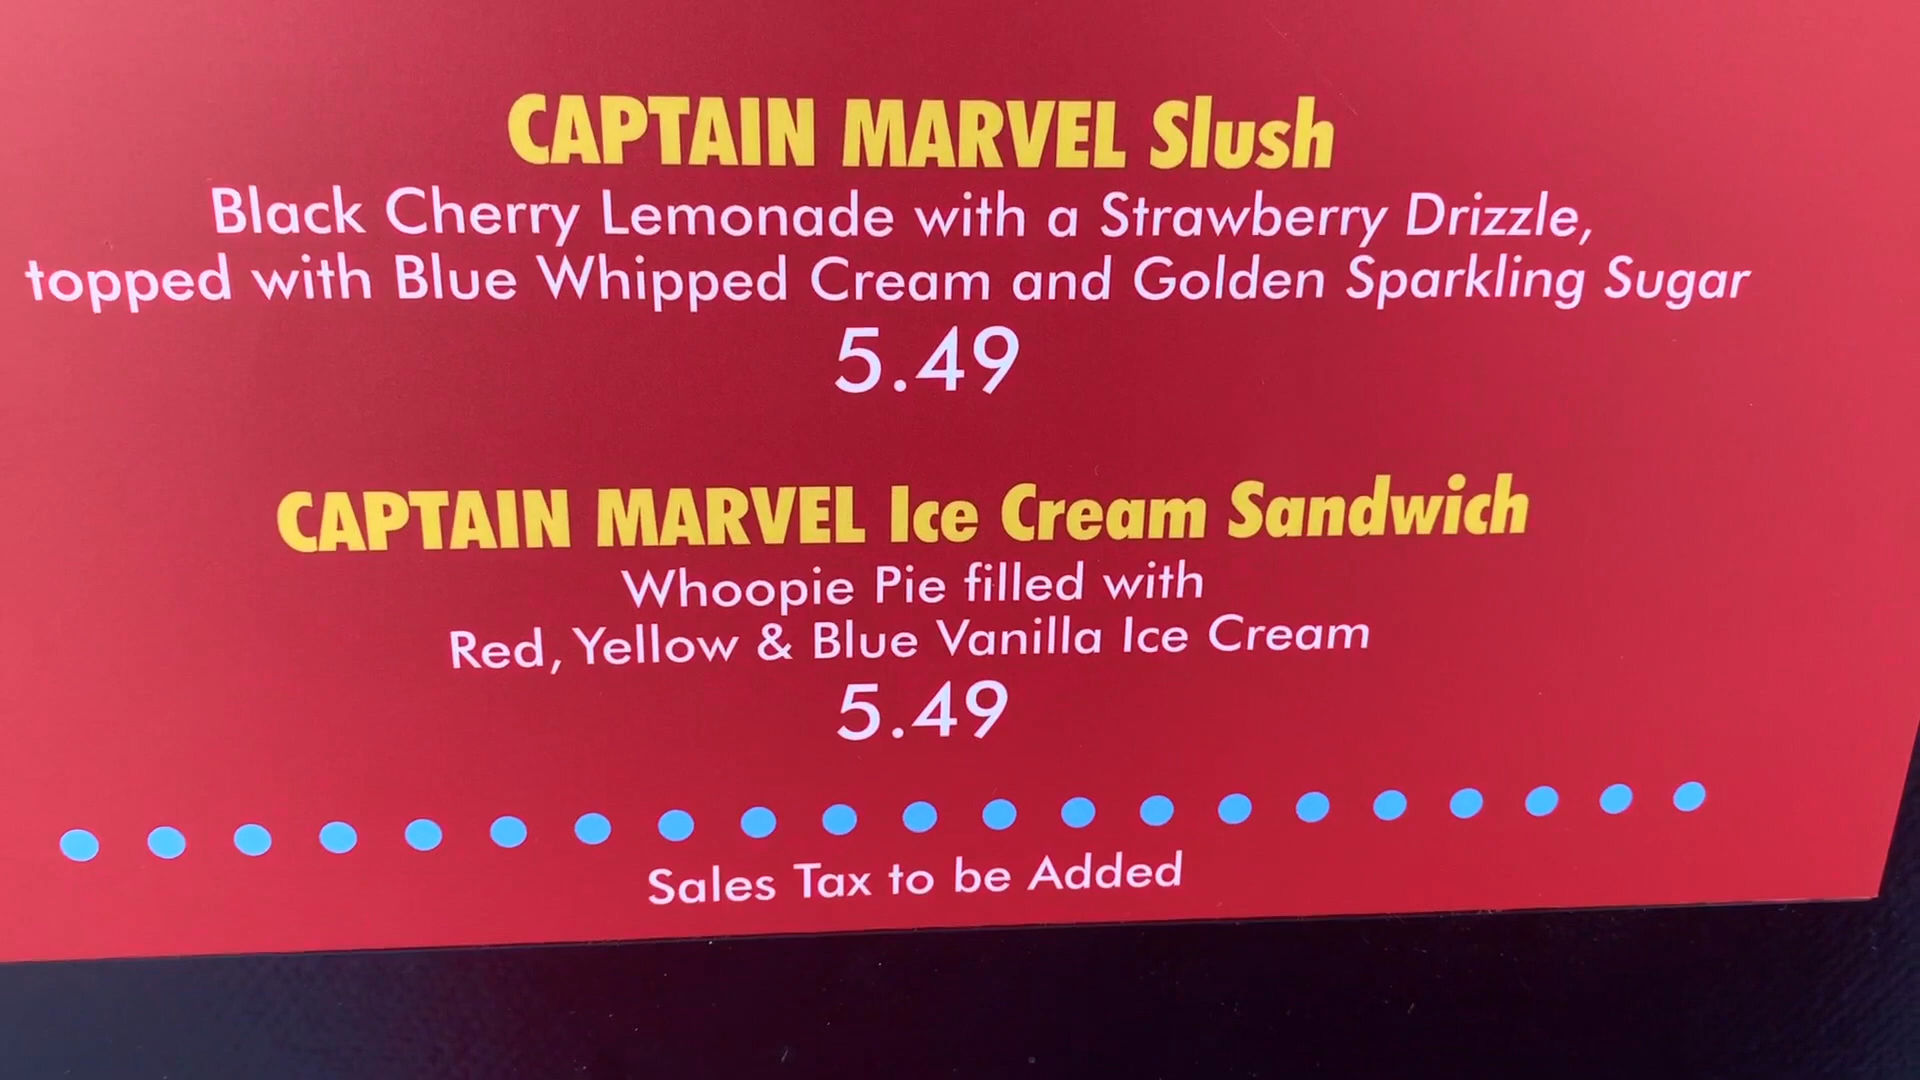 CAPTAIN MARVEL Slush
Black Cherry Lemonade with a Strawberry Drizzle,
topped with Blue Whipped Cream and Golden Sparkling Sugar
5.49
CAPTAIN MARVEL Ice Cream Sandwich
Whoopie Pie filled with
Red, Yellow & Blue Vanilla Ice Cream
5.49
Sales Tax to be Added